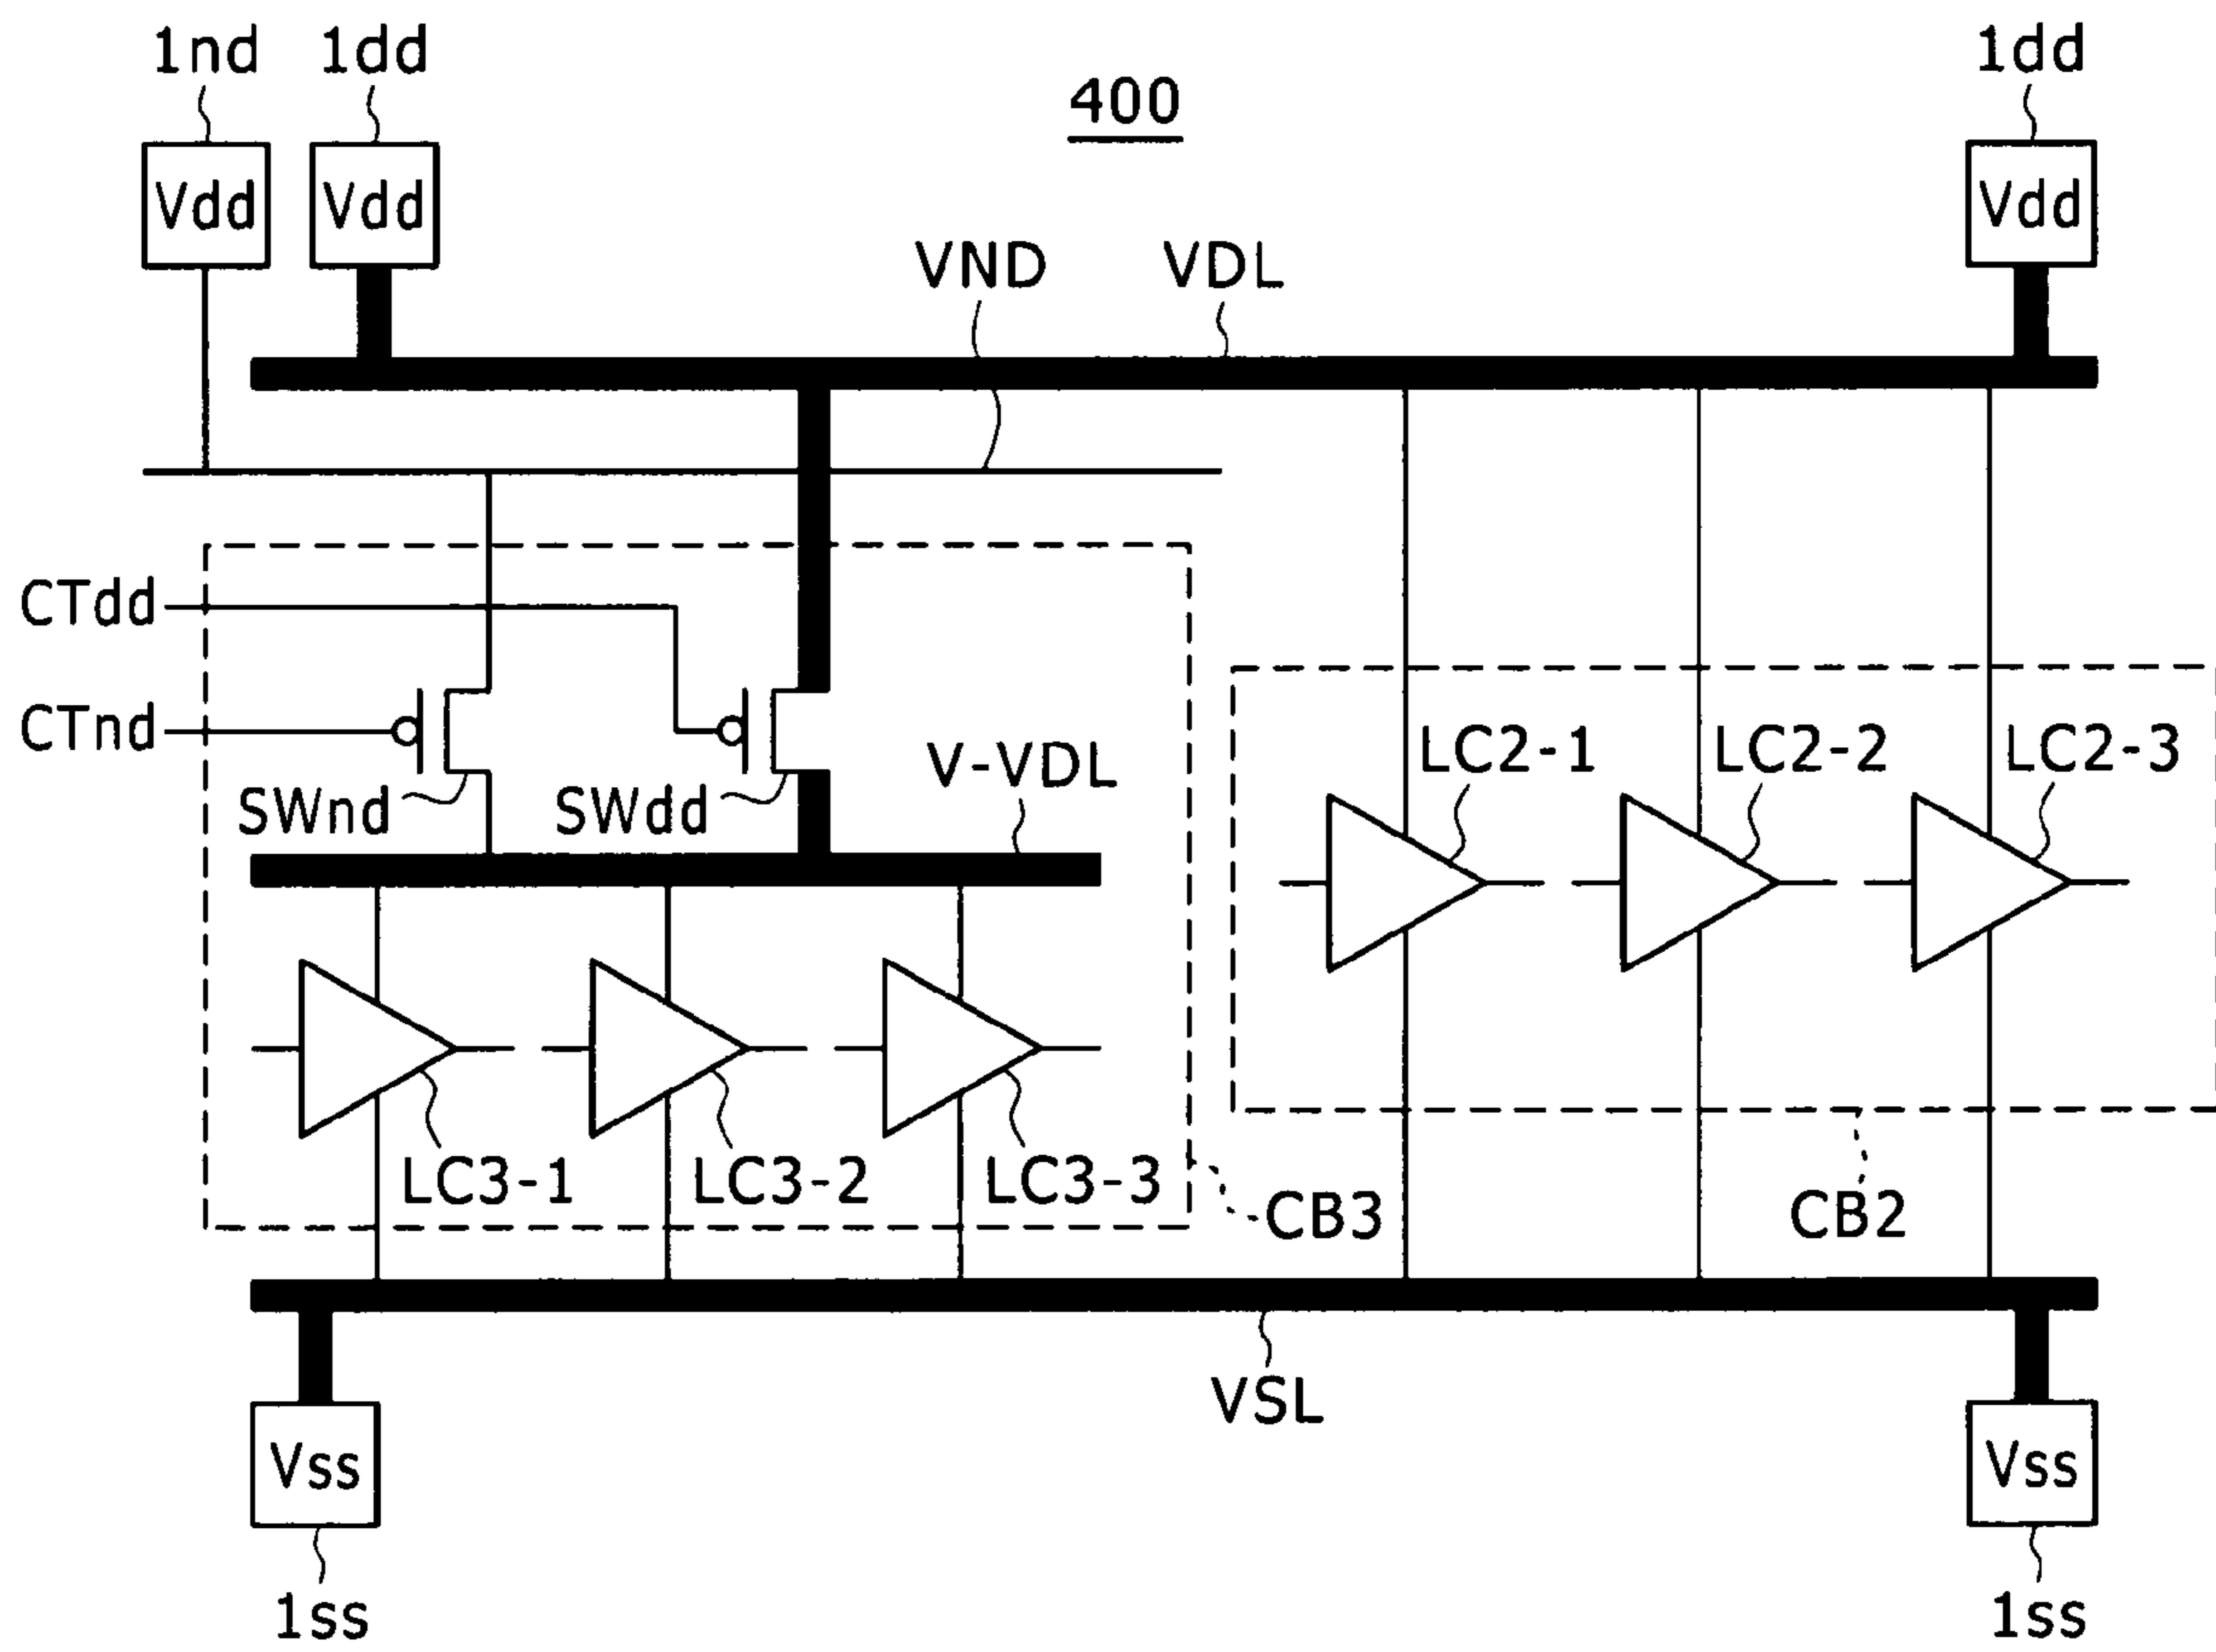 1nd
1dd
400
1dd
Vdd
Vdd
Vdd
VND
VDL
CTdd
CTnd
SWnd
SWdd
V-VDL
LC2-1
LC2-2
LC2-3
LC3-1
LC3-2
LC3-3
CB3
CB2
VSL
Vss
Vss
1ss
1ss